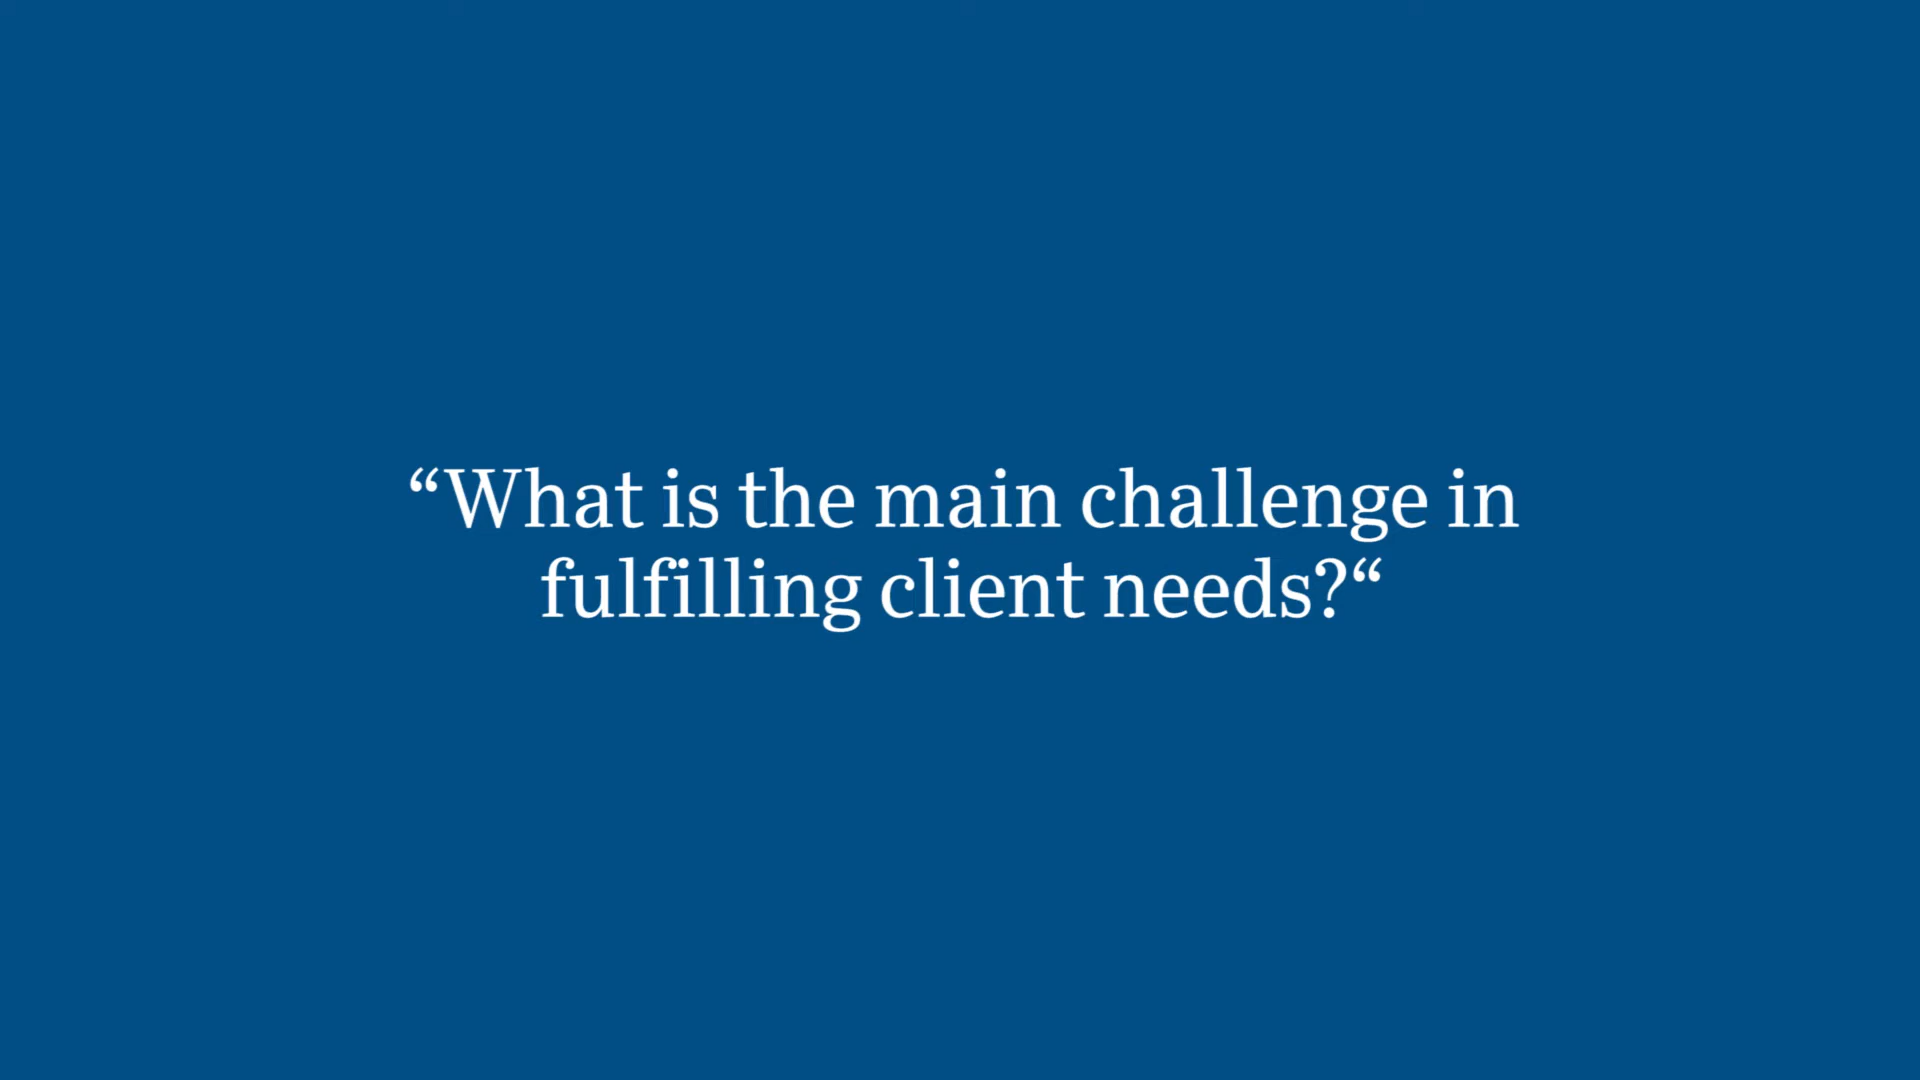 “What is the main challenge in
fulfilling client needs?“